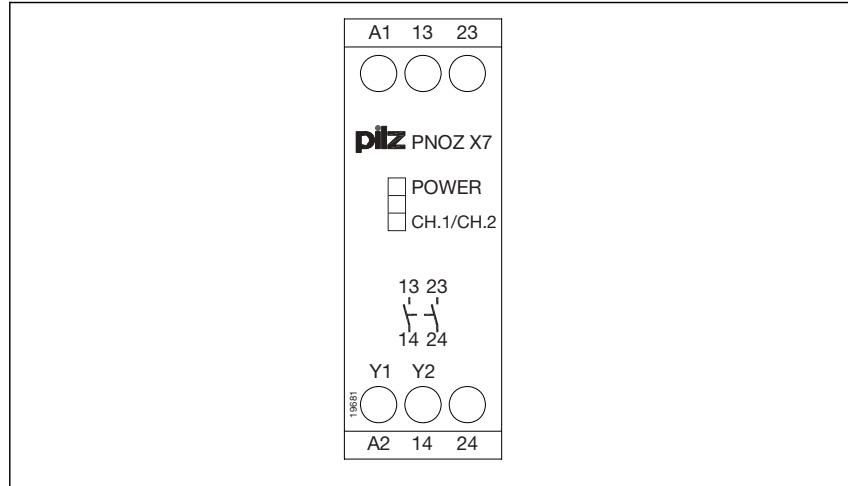 A1 13 23
pilz PNOZ X7
POWER
CH.1/CH.2
13 23
14 24
Y1 Y2
19681
A2 14 24